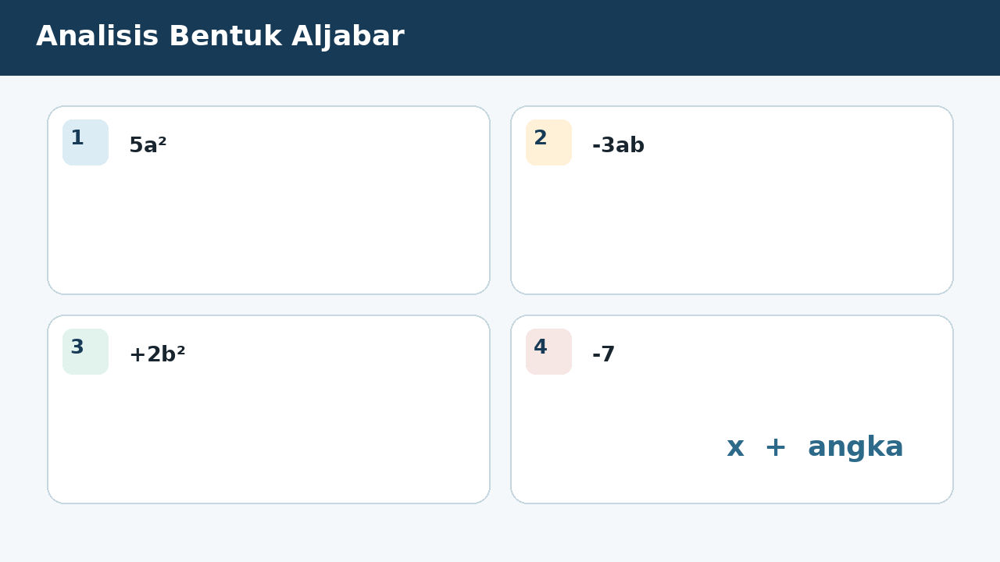 Analisis Bentuk Aljabar
1 5a²
2 -3ab
3 +2b²
4 -7
x + angka